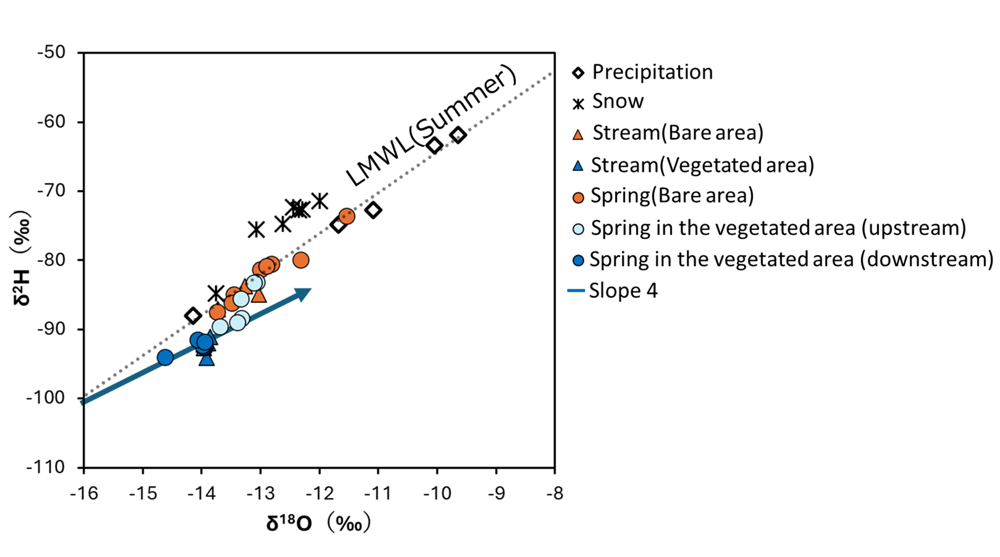 -50
-60
-70
-80
-90
-100
-110
-16
-15
-14
-13
-12
-11
-10
-9
-8
δ²H (‰)
δ¹⁸O (‰)
LMWL(Summer)
Precipitation
Snow
Stream(Bare area)
Stream(Vegetated area)
Spring(Bare area)
Spring in the vegetated area (upstream)
Spring in the vegetated area (downstream)
Slope 4